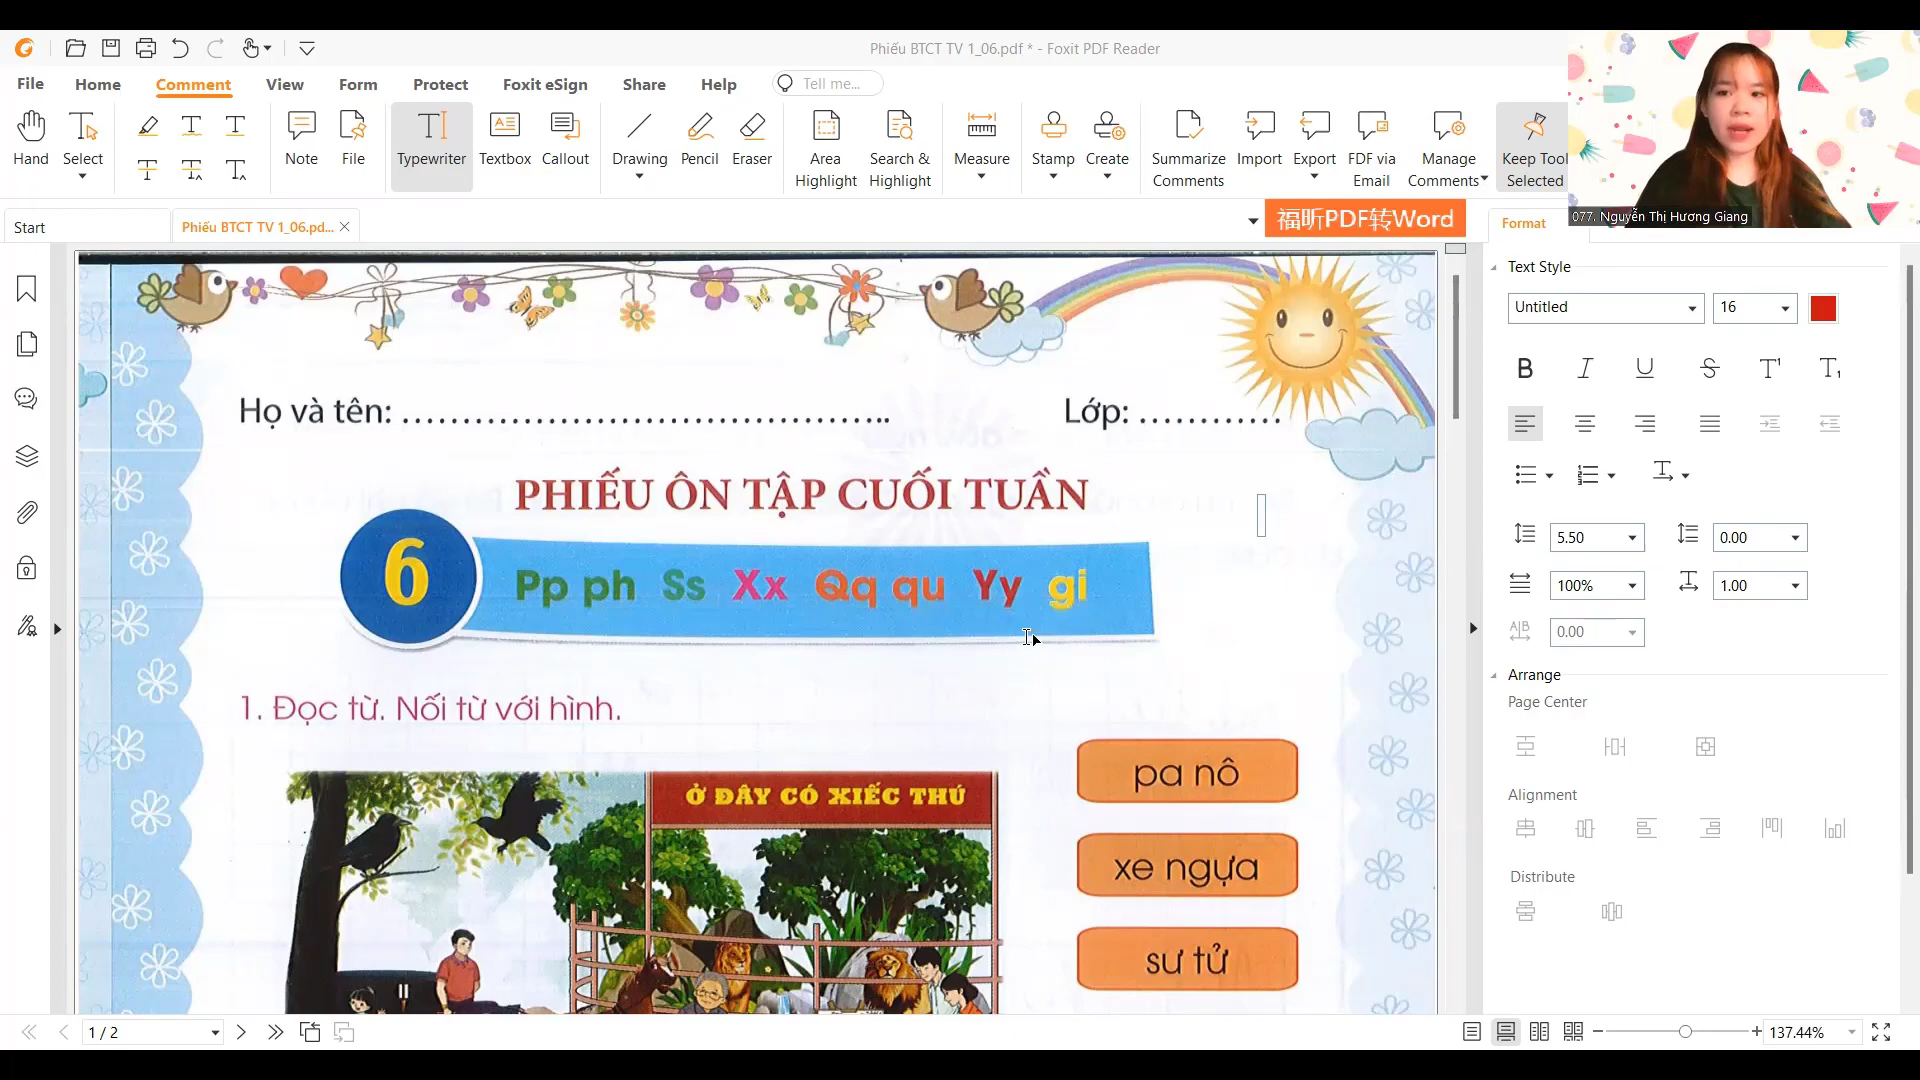 Phiếu BTCT TV 1_06.pdf * - Foxit PDF Reader
File Home Comment View Form Protect Foxit eSign Share Help Tell me...
Hand Select Note File Typewriter Textbox Callout Drawing Pencil Eraser Area Highlight Search & Highlight Measure Stamp Create Summarize Comments Import Export FDF via Email Manage Comments Keep Tool Selected
077. Nguyễn Thị Hương Giang
Start Phiếu BTCT TV 1_06.pd... 福昕PDF转Word Format
Text Style
Untitled 16
5.50 0.00
100% 1.00
0.00
Arrange
Page Center
Alignment
Distribute
Họ và tên: .......................................... Lớp: ............
PHIẾU ÔN TẬP CUỐI TUẦN
6 Pp ph Ss Xx Qq qu Yy gi
1. Đọc từ. Nối từ với hình.
Ở ĐÂY CÓ XIẾC THÚ
pa nô
xe ngựa
sư tử
1 / 2 137.44%